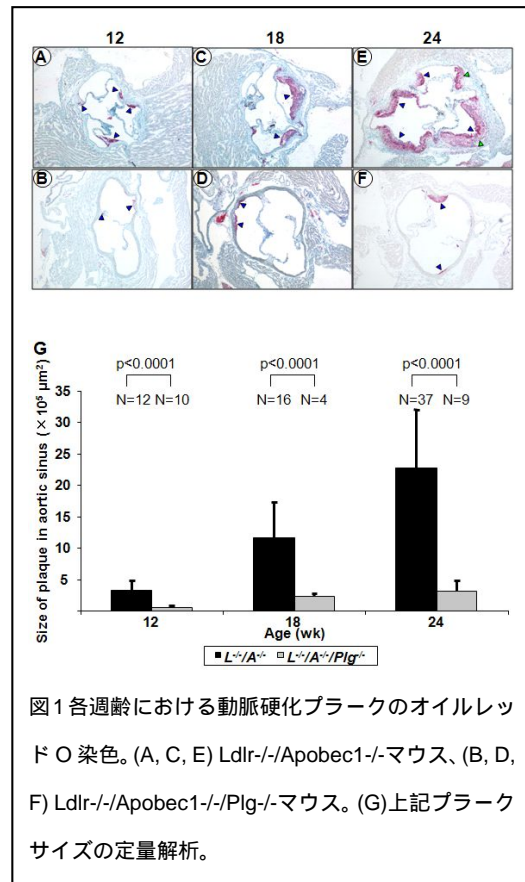 12 18 24
A C E
B D F
G
p<0.0001 p<0.0001 p<0.0001
N=12 N=10 N=16 N=4 N=37 N=9
Size of plaque in aortic sinus (×10⁵ μm²)
35
30
25
20
15
10
5
12 18 24
Age (wk)
■L-/-/A-/- □L-/-/A-/-/Plg-/-
図1各週齢における動脈硬化プラークのオイルレッ
ド O 染色。(A, C, E) Ldlr-/-/Apobec1-/-マウス、(B, D,
F) Ldlr-/-/Apobec1-/-/Plg-/-マウス。(G)上記プラーク
サイズの定量解析。